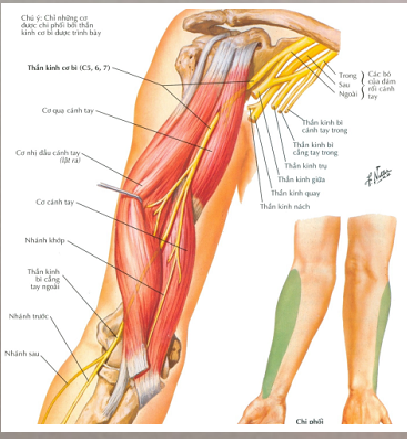 Chú ý: Chỉ những cơ
được chi phối bởi thần
kinh cơ bì được trình bày
Thần kinh cơ bì (C5, 6, 7)
Cơ quạ cánh tay
Cơ nhị đầu cánh tay
(lật ra)
Cơ cánh tay
Nhánh khớp
Thần kinh
bì cẳng
tay ngoài
Nhánh trước
Nhánh sau
Trong
Sau
Ngoài
Các bó
của đám
rối cánh
tay
Thần kinh bì
cánh tay trong
Thần kinh bì
cẳng tay trong
Thần kinh trụ
Thần kinh giữa
Thần kinh quay
Thần kinh nách
Chi phối